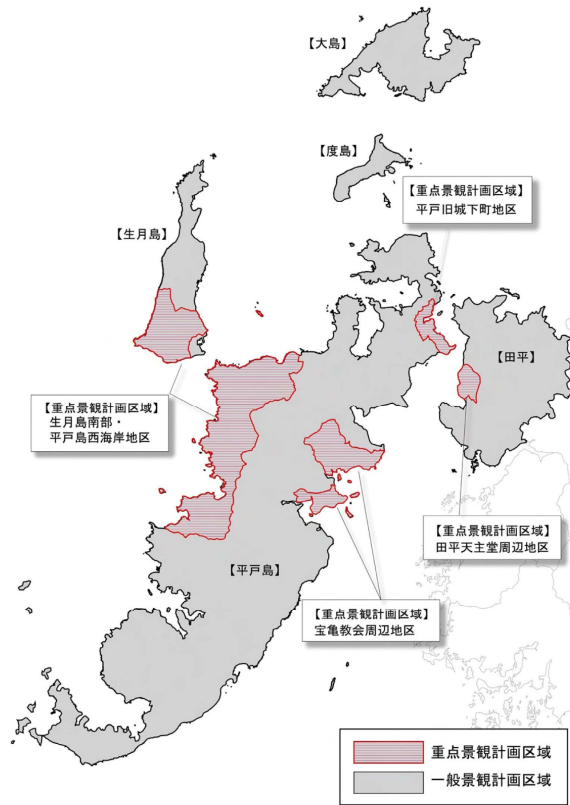 【大島】
【度島】
【重点景観計画区域】
平戸旧城下町地区
【生月島】
【田平】
【重点景観計画区域】
生月島南部・
平戸島西海岸地区
【重点景観計画区域】
田平天主堂周辺地区
【平戸島】
【重点景観計画区域】
宝亀教会周辺地区
重点景観計画区域
一般景観計画区域